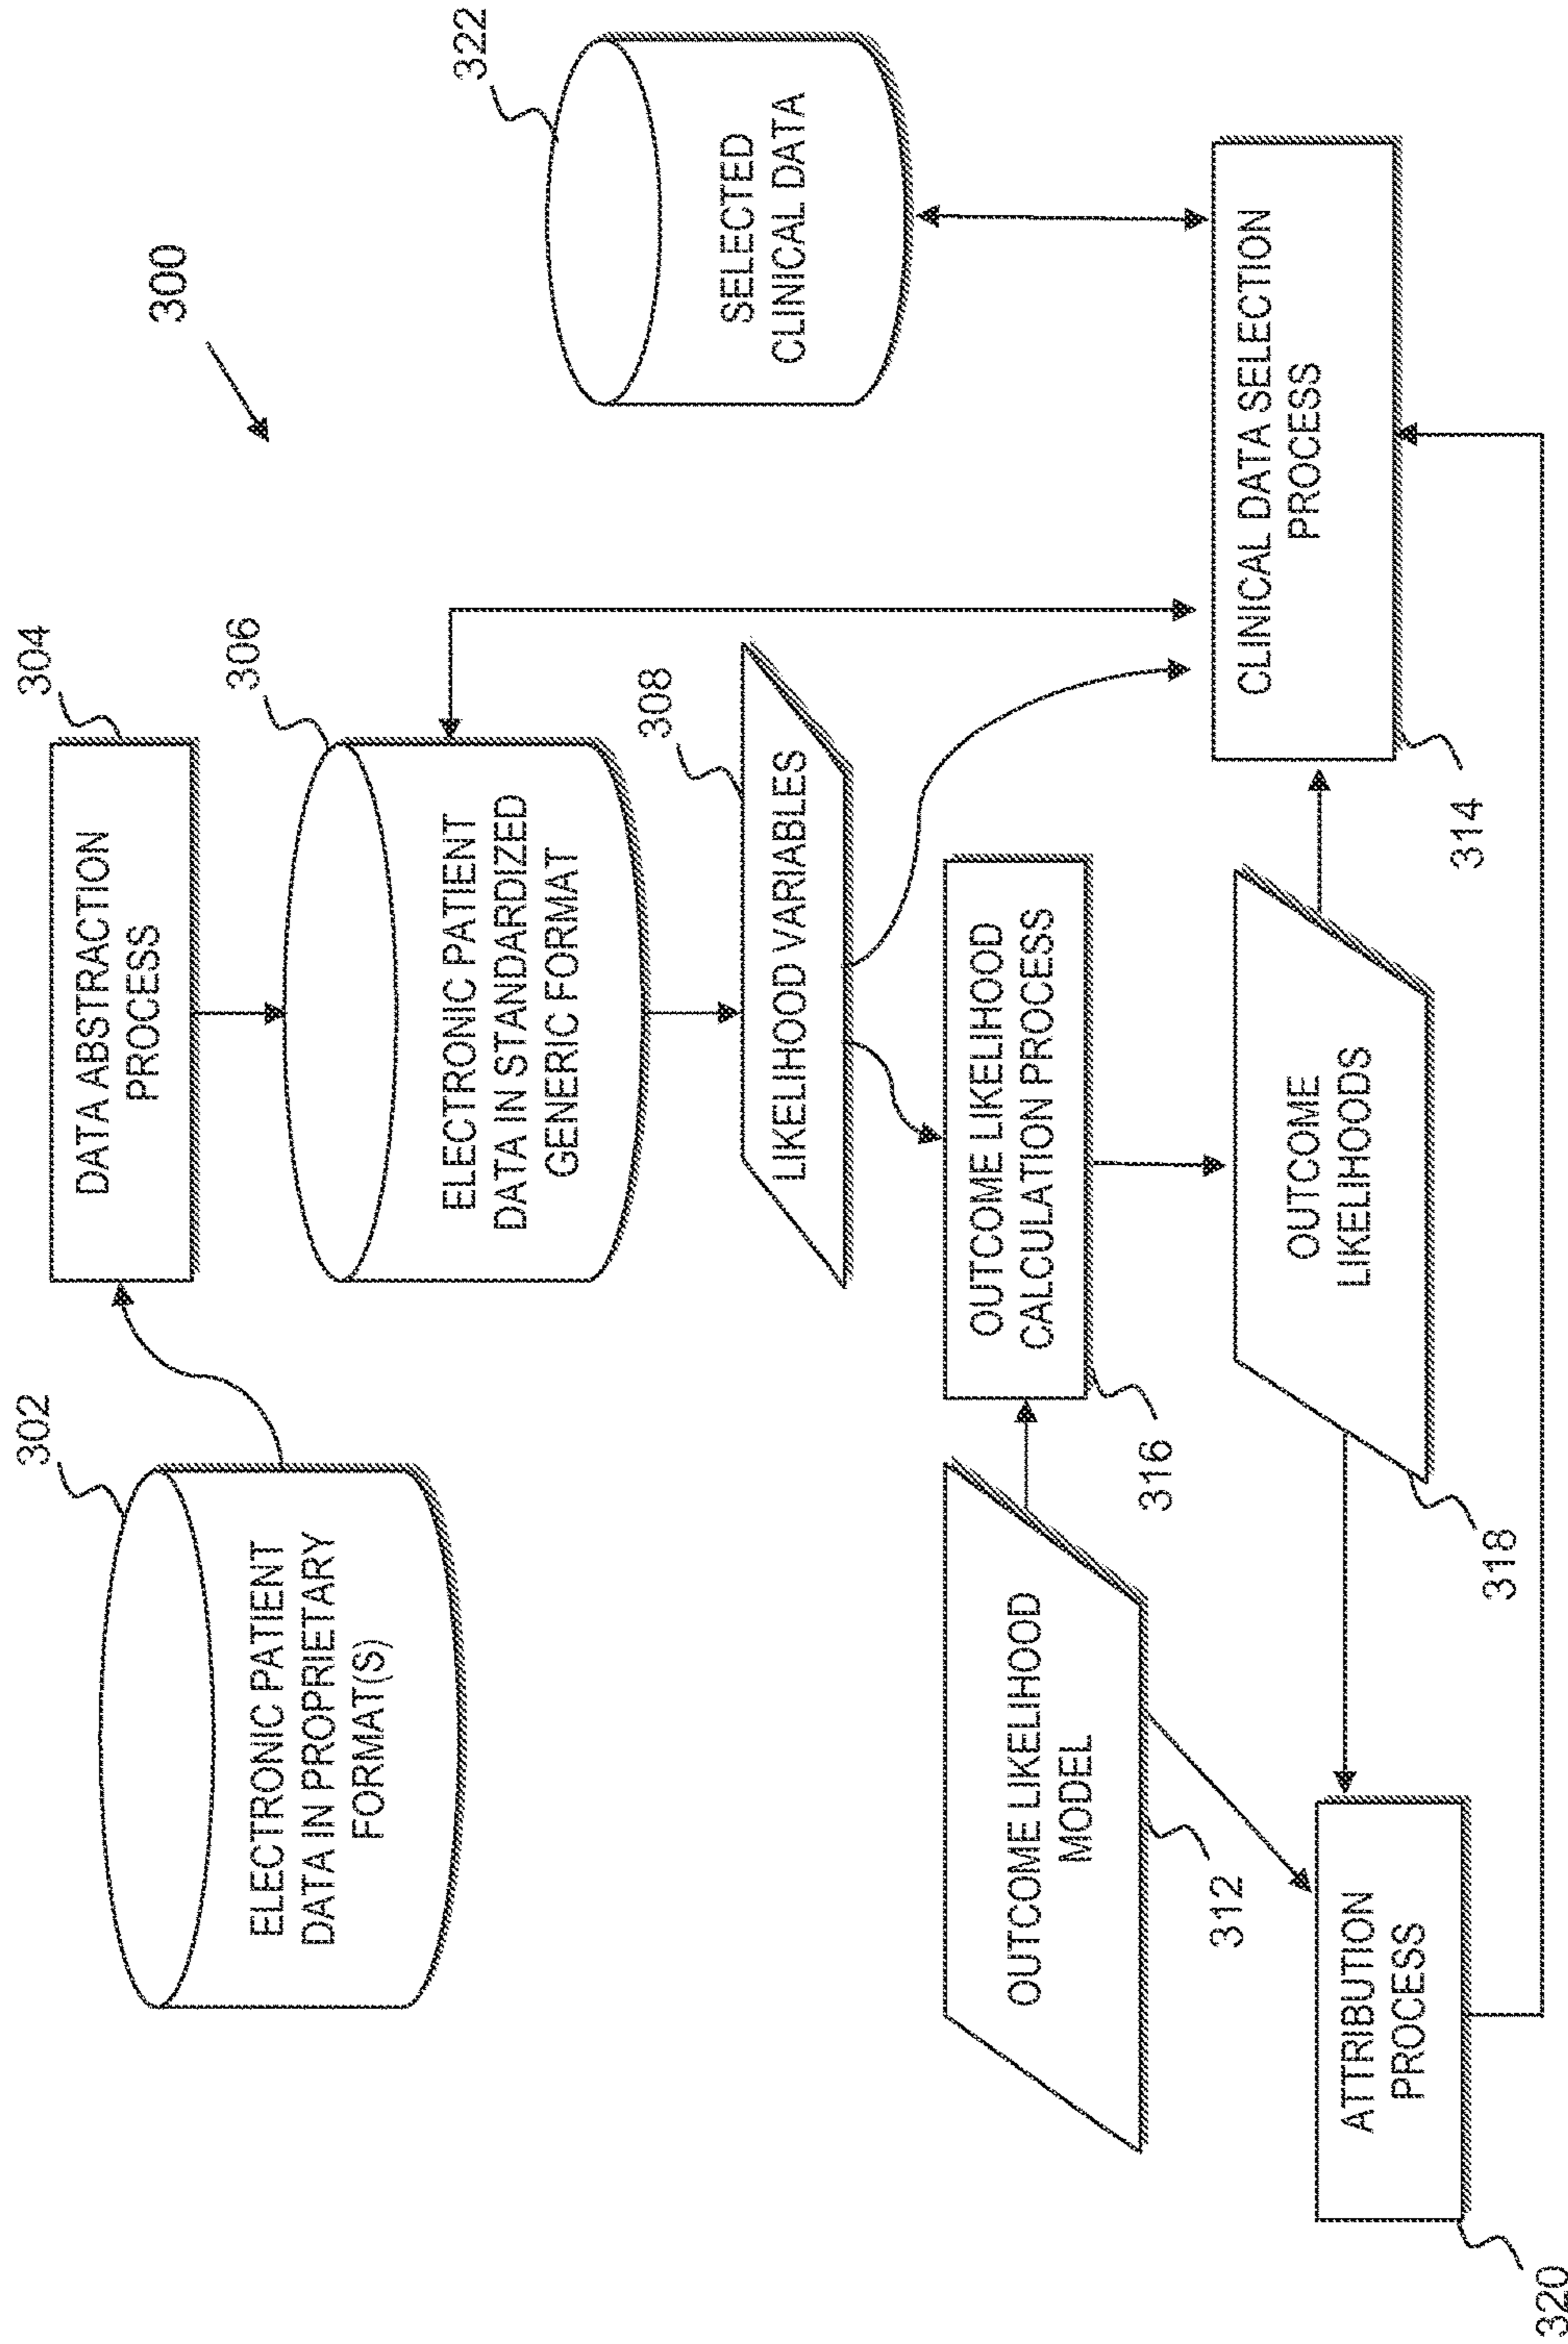 300
302
304
ELECTRONIC PATIENT
DATA IN PROPRIETARY
FORMAT(S)
DATA ABSTRACTION
PROCESS
306
ELECTRONIC PATIENT
DATA IN STANDARDIZED
GENERIC FORMAT
322
SELECTED
CLINICAL DATA
308
LIKELIHOOD VARIABLES
OUTCOME LIKELIHOOD
MODEL
312
OUTCOME LIKELIHOOD
CALCULATION PROCESS
316
ATTRIBUTION
PROCESS
320
OUTCOME
LIKELIHOODS
318
CLINICAL DATA SELECTION
PROCESS
314